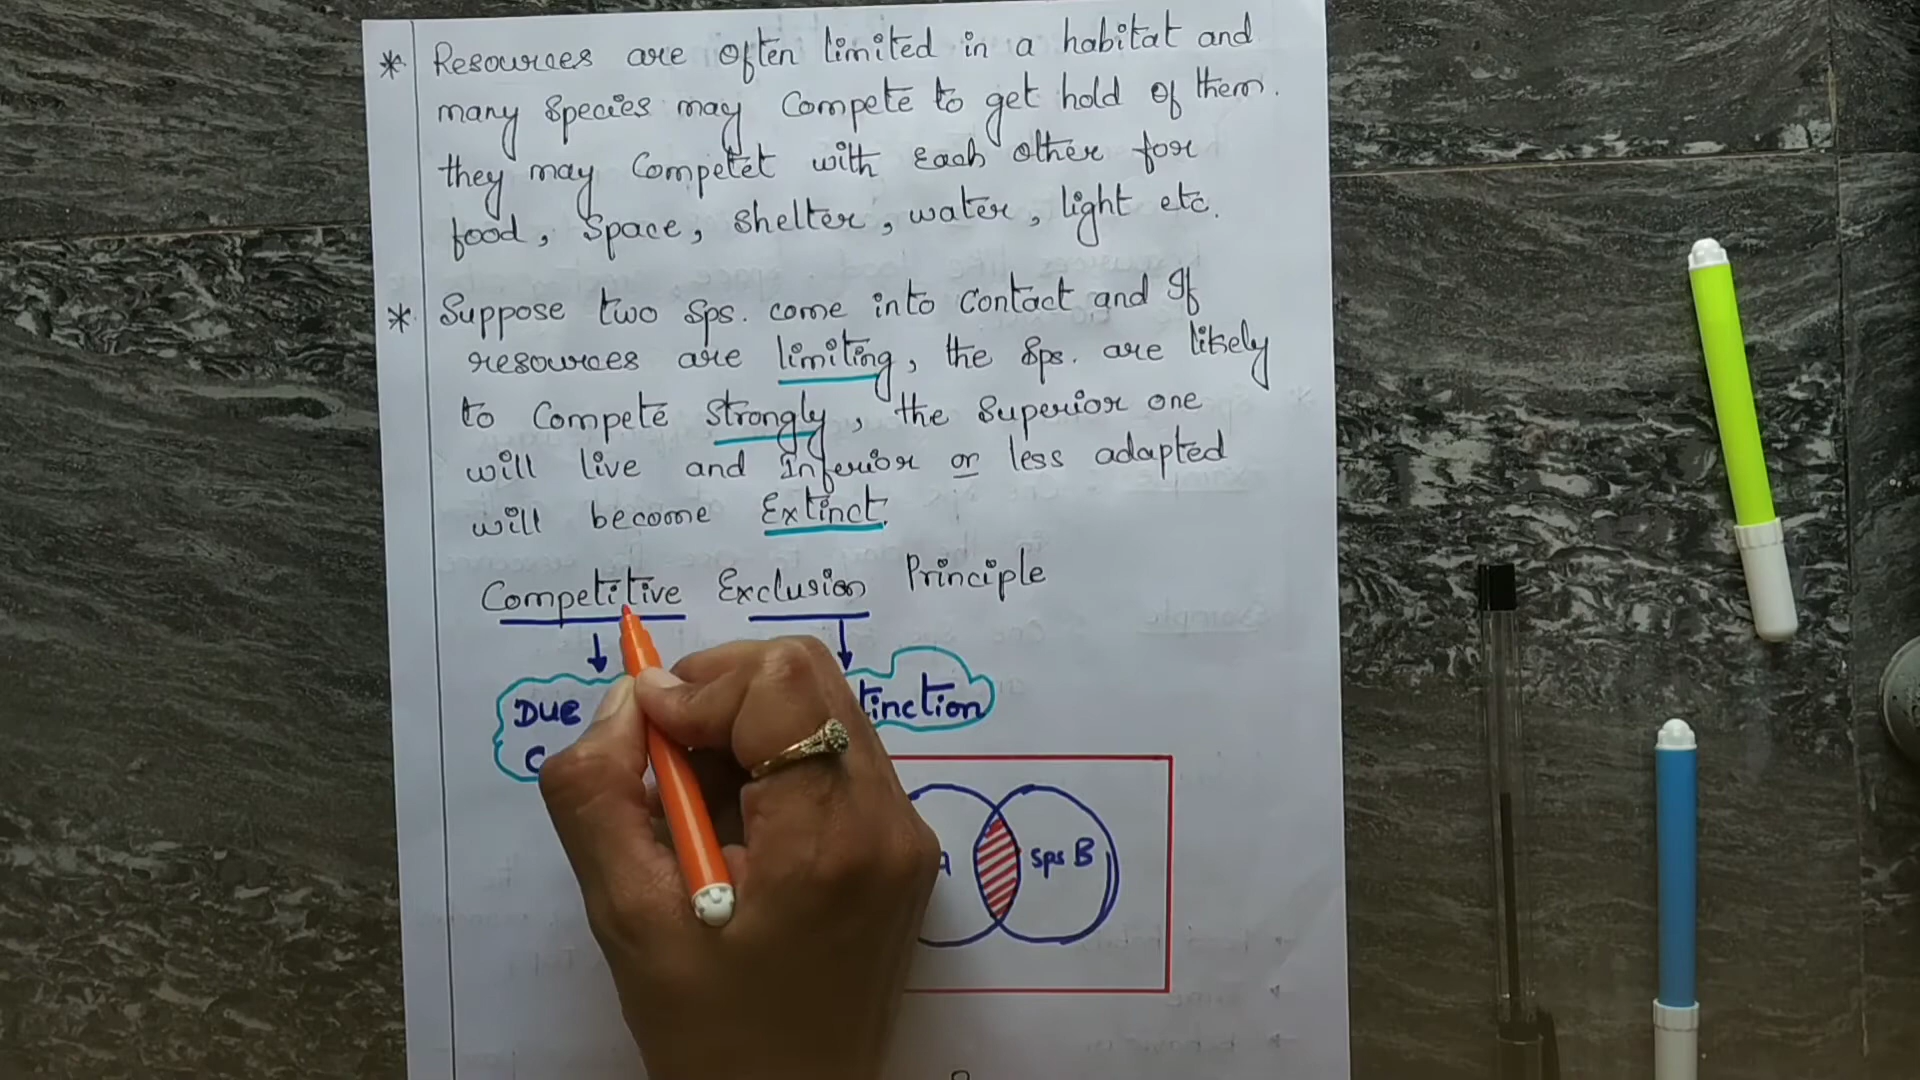 * Resources are often limited in a habitat and
many species may compete to get hold of them.
they may Competet with each other for
food, space, shelter, water, light etc.
* Suppose two sps. come into contact and If
resources are limiting, the sps. are likely
to compete strongly, the superior one
will live and Inferior or less adapted
will become Extinct.
Competitive Exclusion Principle
DUE tinction
C
A sps B